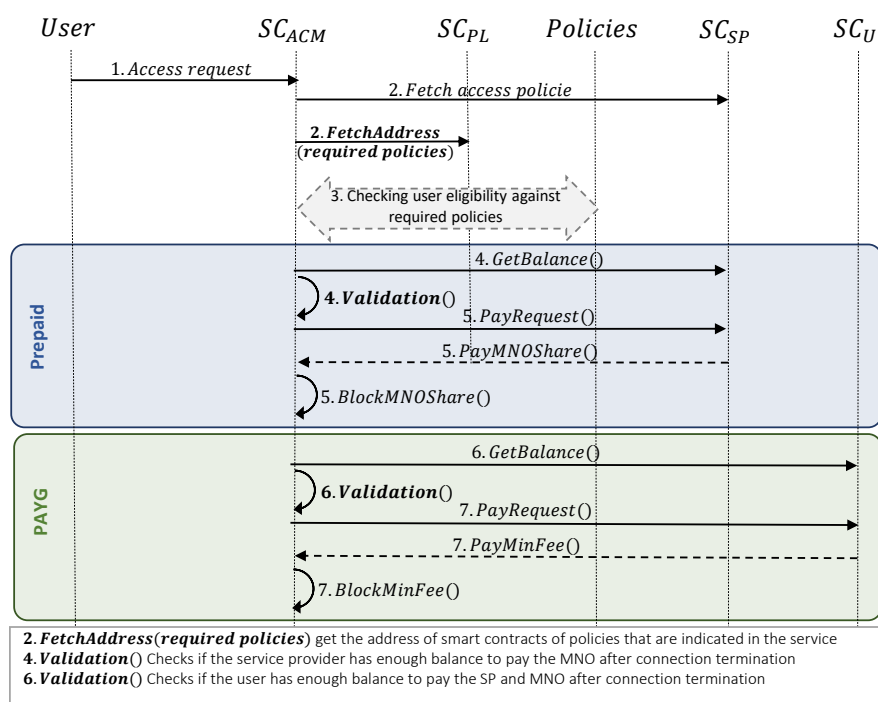 User SC_ACM SC_PL Policies SC_SP SC_U
1. Access request
2. Fetch access policie
2. FetchAddress
(required policies)
3. Checking user eligibility against
required policies
Prepaid
4. GetBalance()
4. Validation()
5. PayRequest()
5. PayMNOShare()
5. BlockMNOShare()
PAYG
6. GetBalance()
6. Validation()
7. PayRequest()
7. PayMinFee()
7. BlockMinFee()
2. FetchAddress(required policies) get the address of smart contracts of policies that are indicated in the service
4. Validation() Checks if the service provider has enough balance to pay the MNO after connection termination
6. Validation() Checks if the user has enough balance to pay the SP and MNO after connection termination